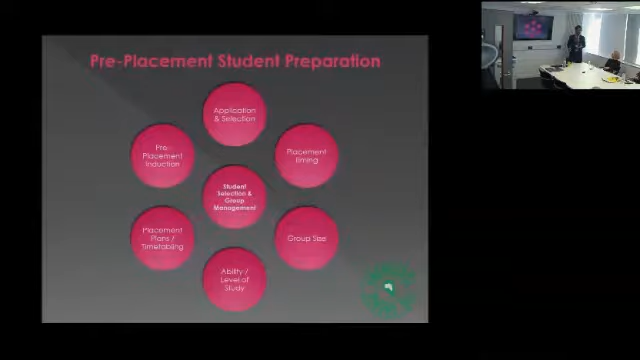 Pre-Placement Student Preparation
Application
& Selection
Pre-
Placement
Induction
Placement
Timing
Student
Selection &
Group
Management
Placement
Plans /
Timetabling
Group Size
Ability /
Level of
Study